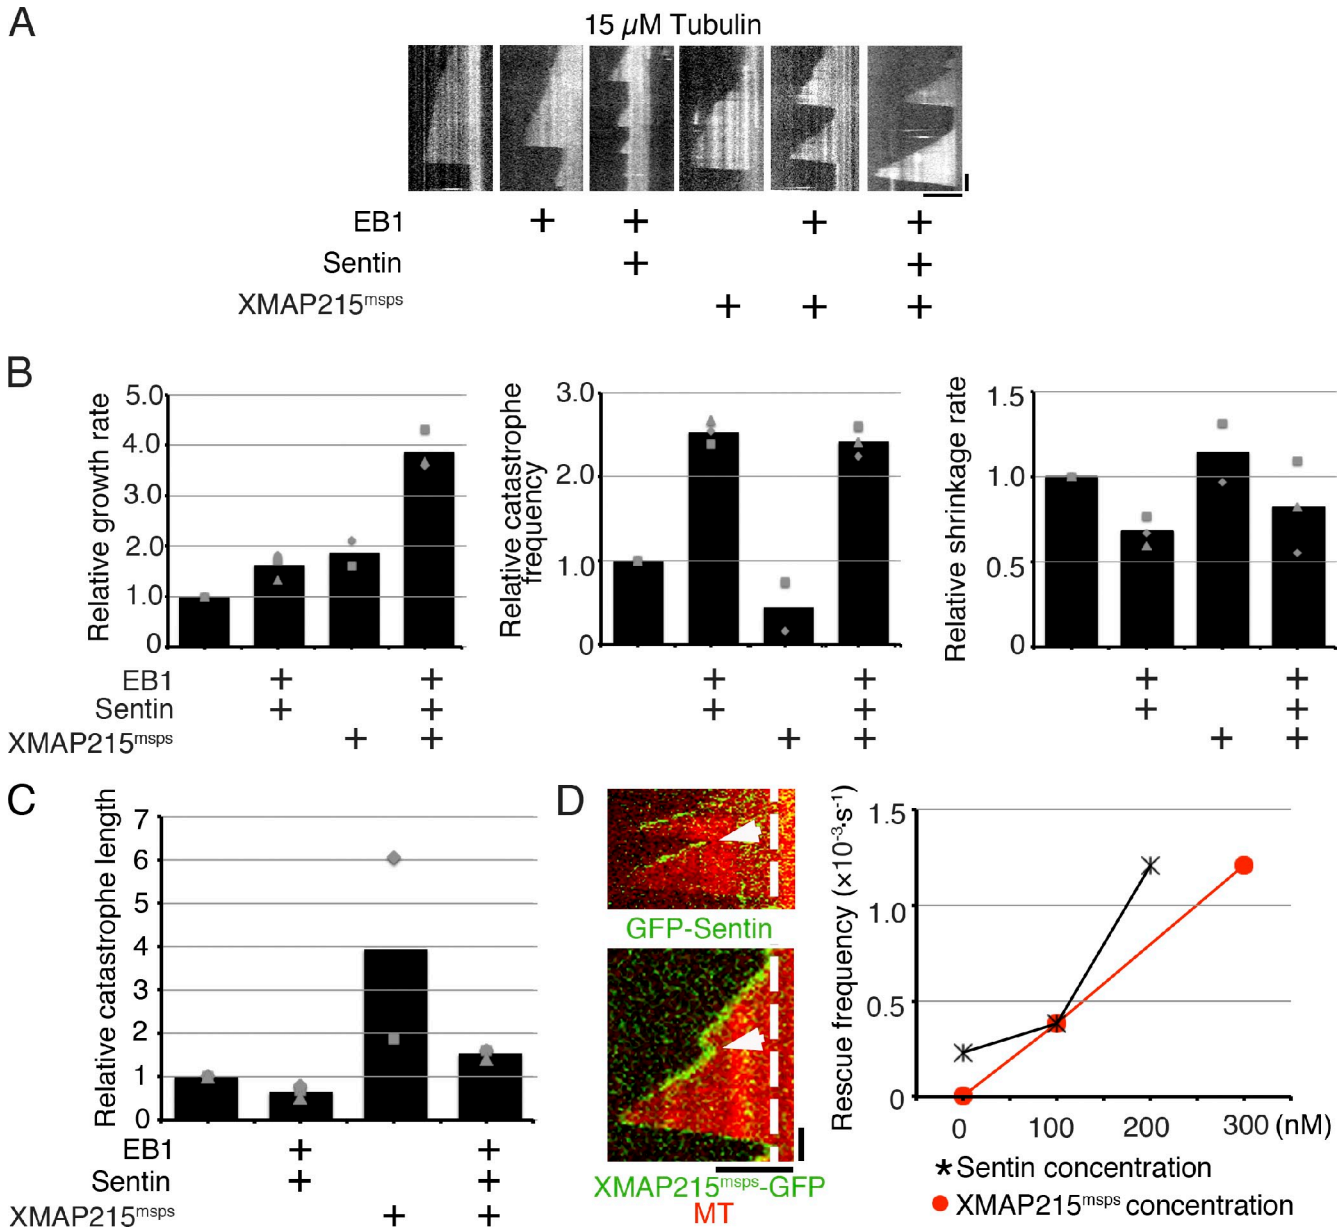 A
15 µM Tubulin
EB1 + + + +
Sentin + +
XMAP215msps + + +
B
Relative growth rate
5.0
4.0
3.0
2.0
1.0
0
Relative catastrophe
frequency
3.0
2.0
1.0
0
Relative shrinkage rate
1.5
1.0
0.5
0
EB1 + + + + + +
Sentin + + + + + +
XMAP215msps + + + + + +
C
Relative catastrophe length
7
6
5
4
3
2
1
0
EB1 + +
Sentin + +
XMAP215msps + +
D
GFP-Sentin
XMAP215msps-GFP
MT
Rescue frequency (×10-3·s-1)
1.5
1.0
0.5
0
0 100 200 300 (nM)
* Sentin concentration
● XMAP215msps concentration